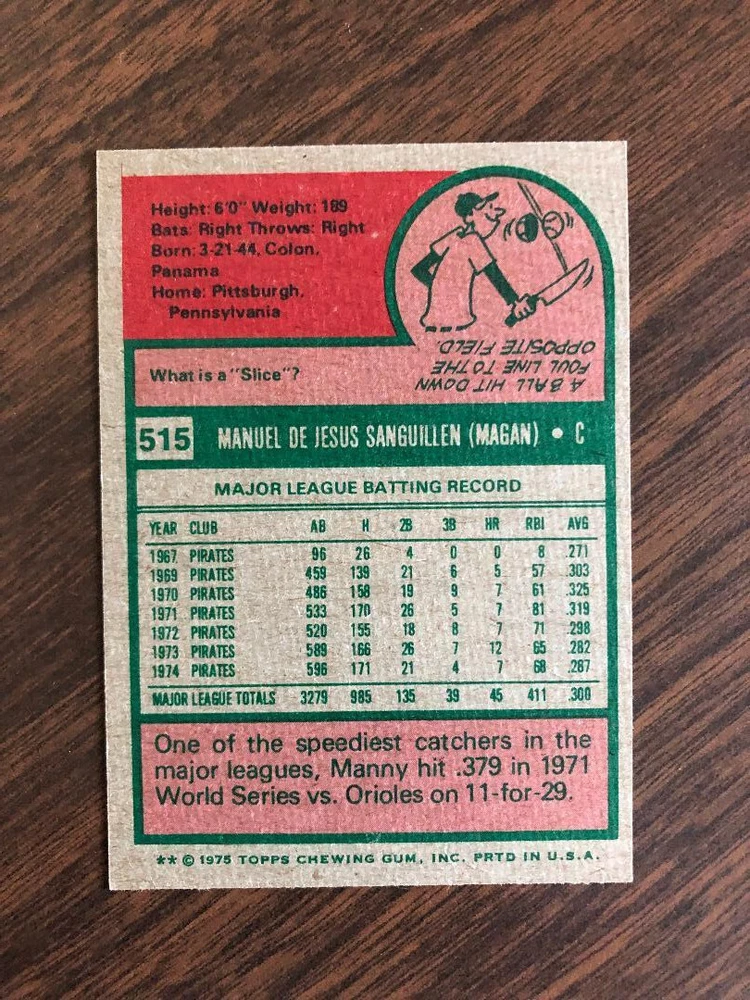 Height: 6'0" Weight: 189
Bats: Right Throws: Right
Born: 3-21-44, Colon,
Panama
Home: Pittsburgh,
Pennsylvania
What is a "Slice"?
A BALL HIT DOWN
FOUL LINE TO THE
OPPOSITE FIELD.
515 MANUEL DE JESUS SANGUILLEN (MAGAN) • C
MAJOR LEAGUE BATTING RECORD
YEAR CLUB AB H 2B 3B HR RBI AVG
1967 PIRATES 96 26 4 0 0 8 .271
1969 PIRATES 459 139 21 6 5 57 .303
1970 PIRATES 486 158 19 9 7 61 .325
1971 PIRATES 533 170 26 5 7 81 .319
1972 PIRATES 520 155 18 8 7 71 .298
1973 PIRATES 589 166 26 7 12 65 .282
1974 PIRATES 596 171 21 4 7 68 .287
MAJOR LEAGUE TOTALS 3279 985 135 39 45 411 .300
One of the speediest catchers in the
major leagues, Manny hit .379 in 1971
World Series vs. Orioles on 11-for-29.
** © 1975 TOPPS CHEWING GUM, INC. PRTD IN U.S.A.